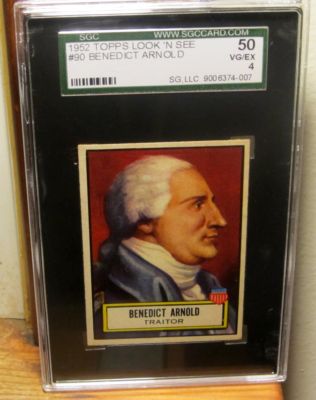 SGC WWW.SGCCARD.COM
1952 TOPPS LOOK 'N SEE 50
#90 BENEDICT ARNOLD VG/EX
4
SG, LLC 9006374-007
BENEDICT ARNOLD
TRAITOR